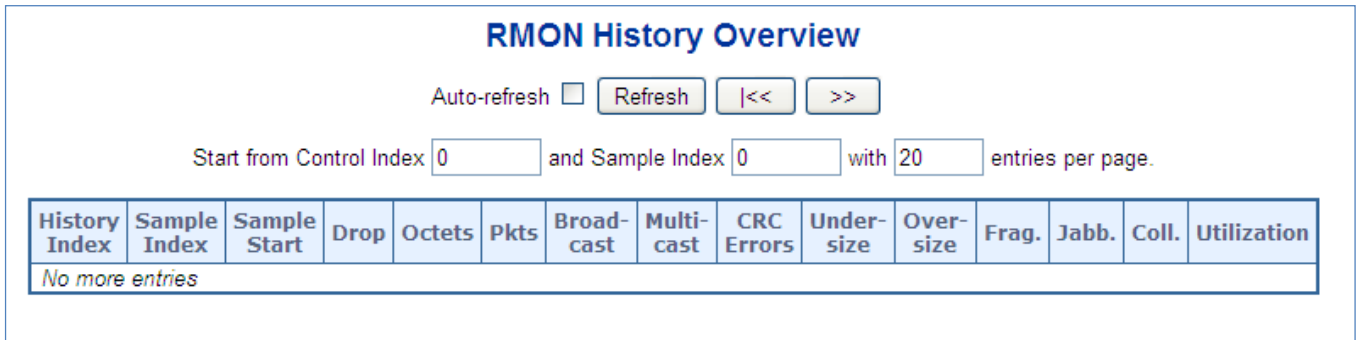 RMON History Overview
Auto-refresh Refresh |<< >>
Start from Control Index 0 and Sample Index 0 with 20 entries per page.
History Index Sample Index Sample Start Drop Octets Pkts Broad-cast Multi-cast CRC Errors Under-size Over-size Frag. Jabb. Coll. Utilization
No more entries